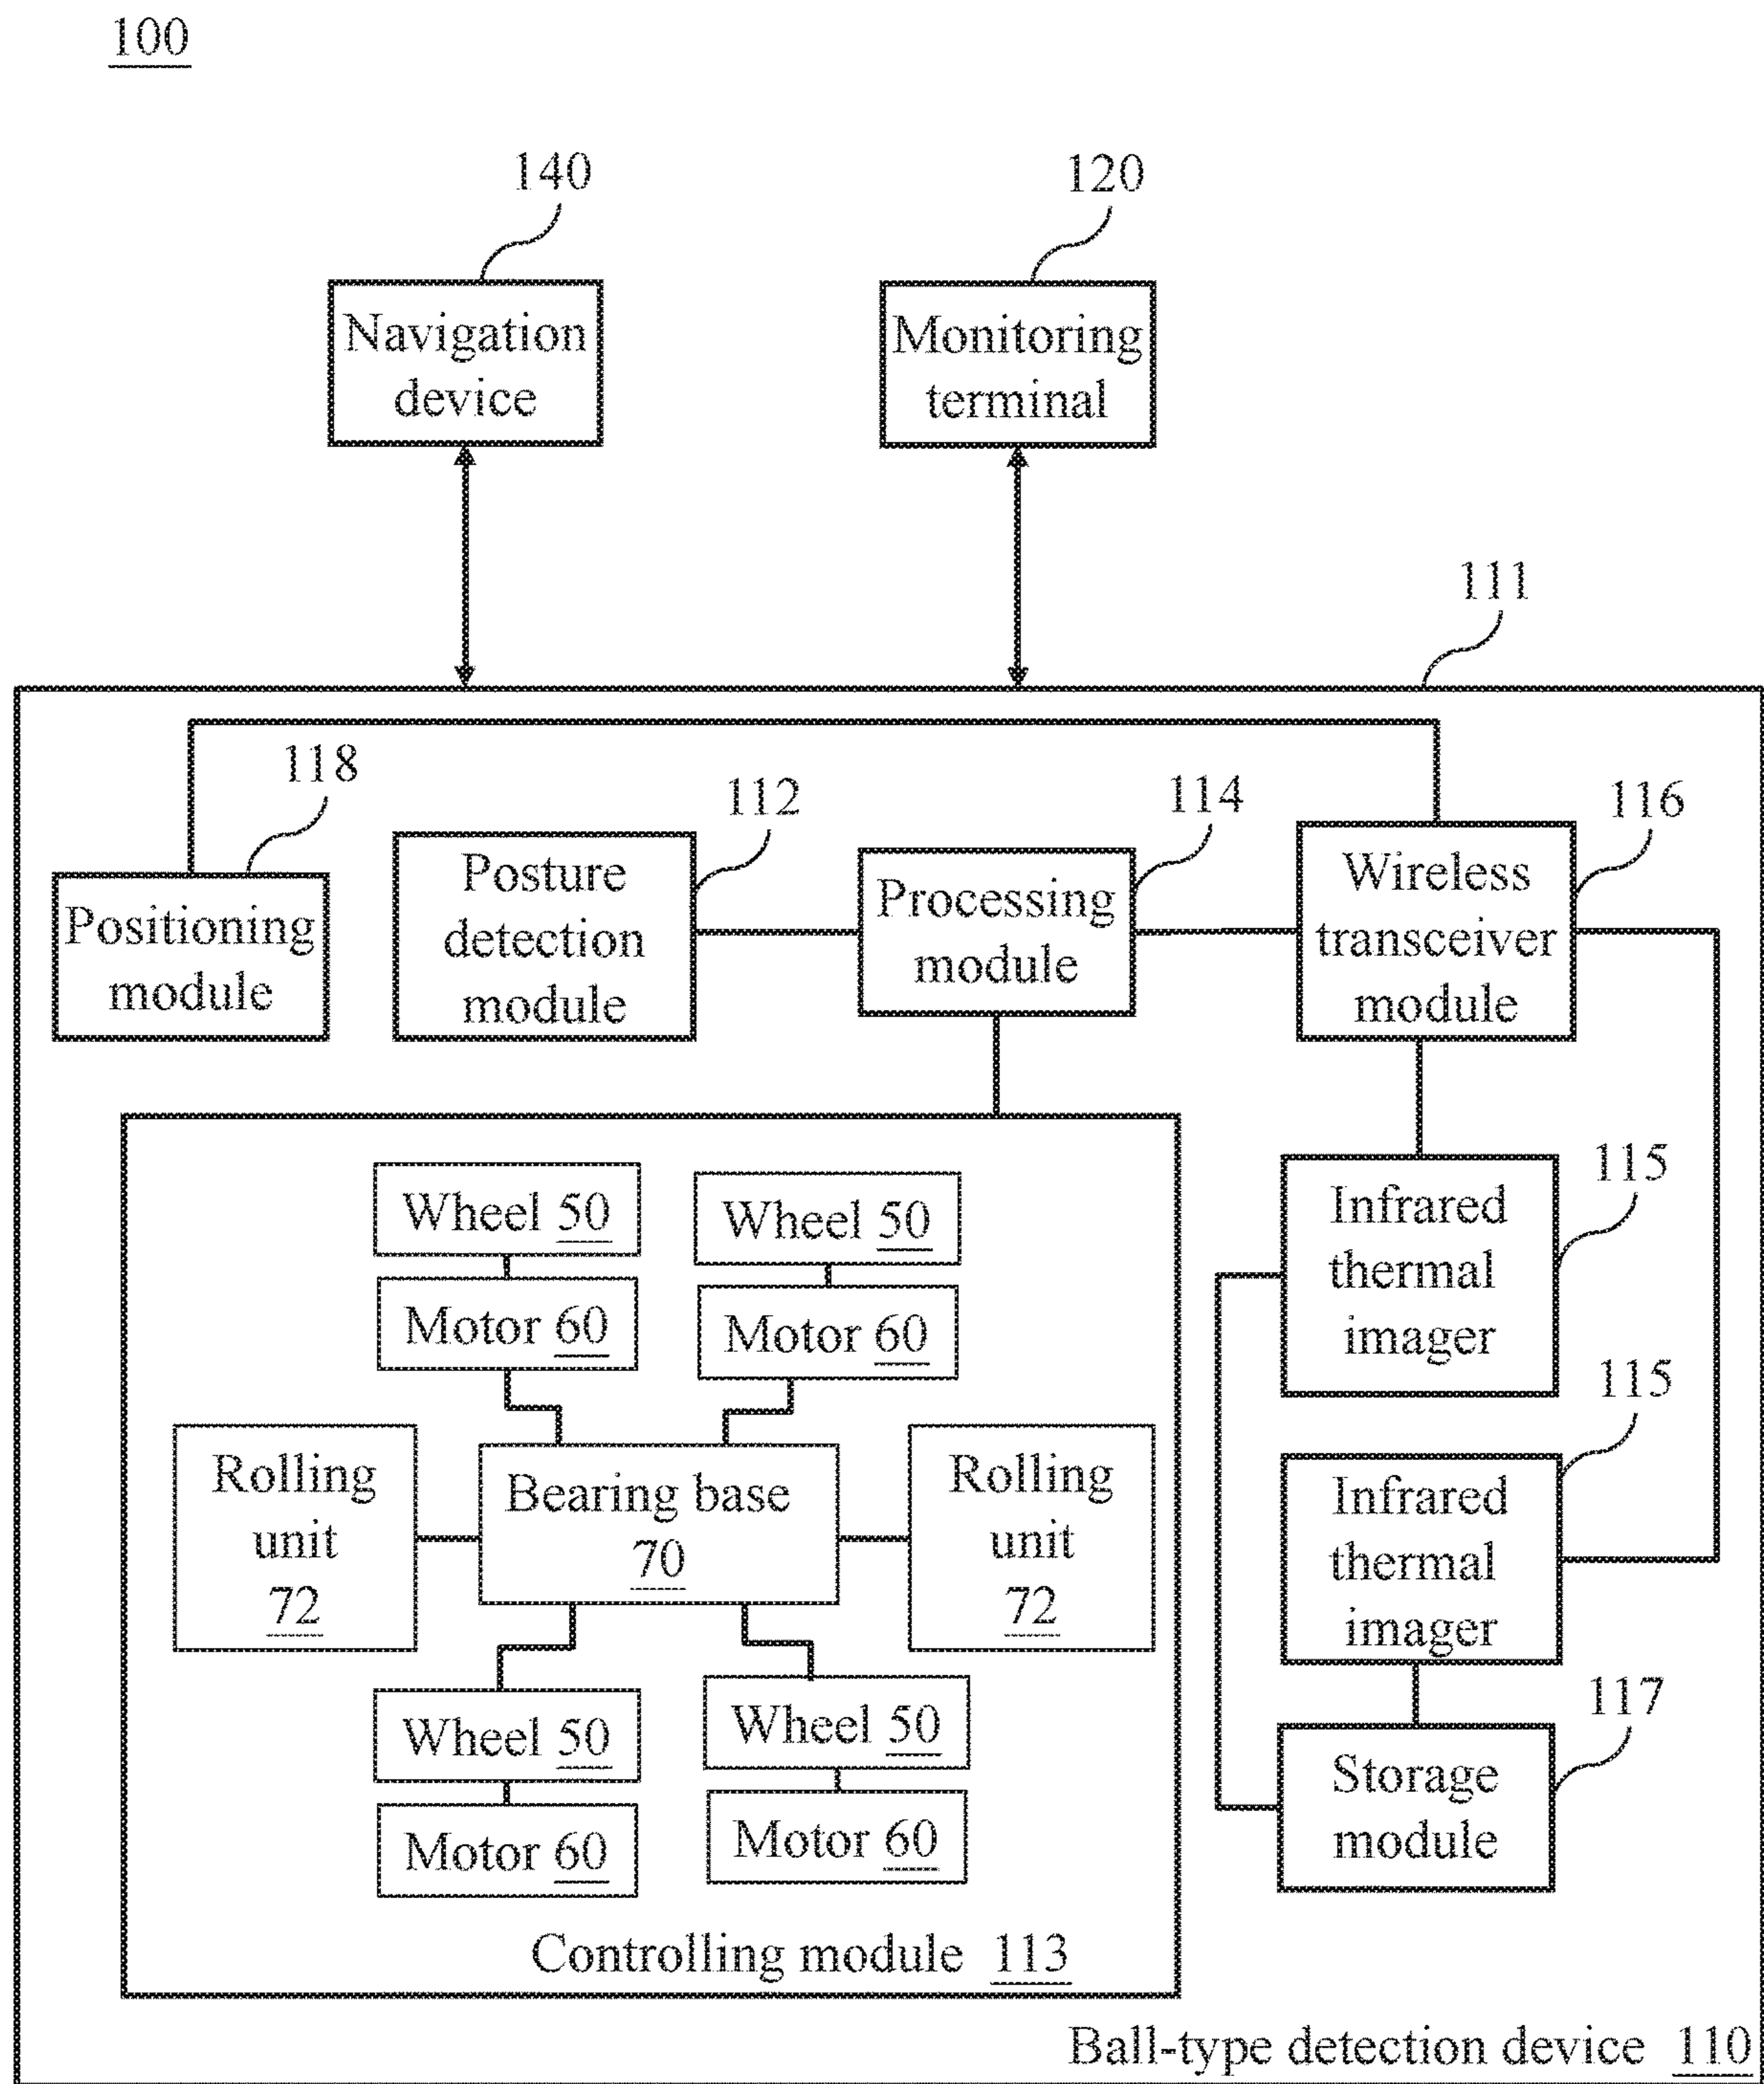 100
140
120
Navigation
device
Monitoring
terminal
111
118
112
114
116
Positioning
module
Posture
detection
module
Processing
module
Wireless
transceiver
module
Wheel 50
Motor 60
Wheel 50
Motor 60
Rolling
unit
72
Bearing base
70
Rolling
unit
72
Wheel 50
Motor 60
Wheel 50
Motor 60
Controlling module 113
115
Infrared
thermal
imager
115
Infrared
thermal
imager
117
Storage
module
Ball-type detection device 110